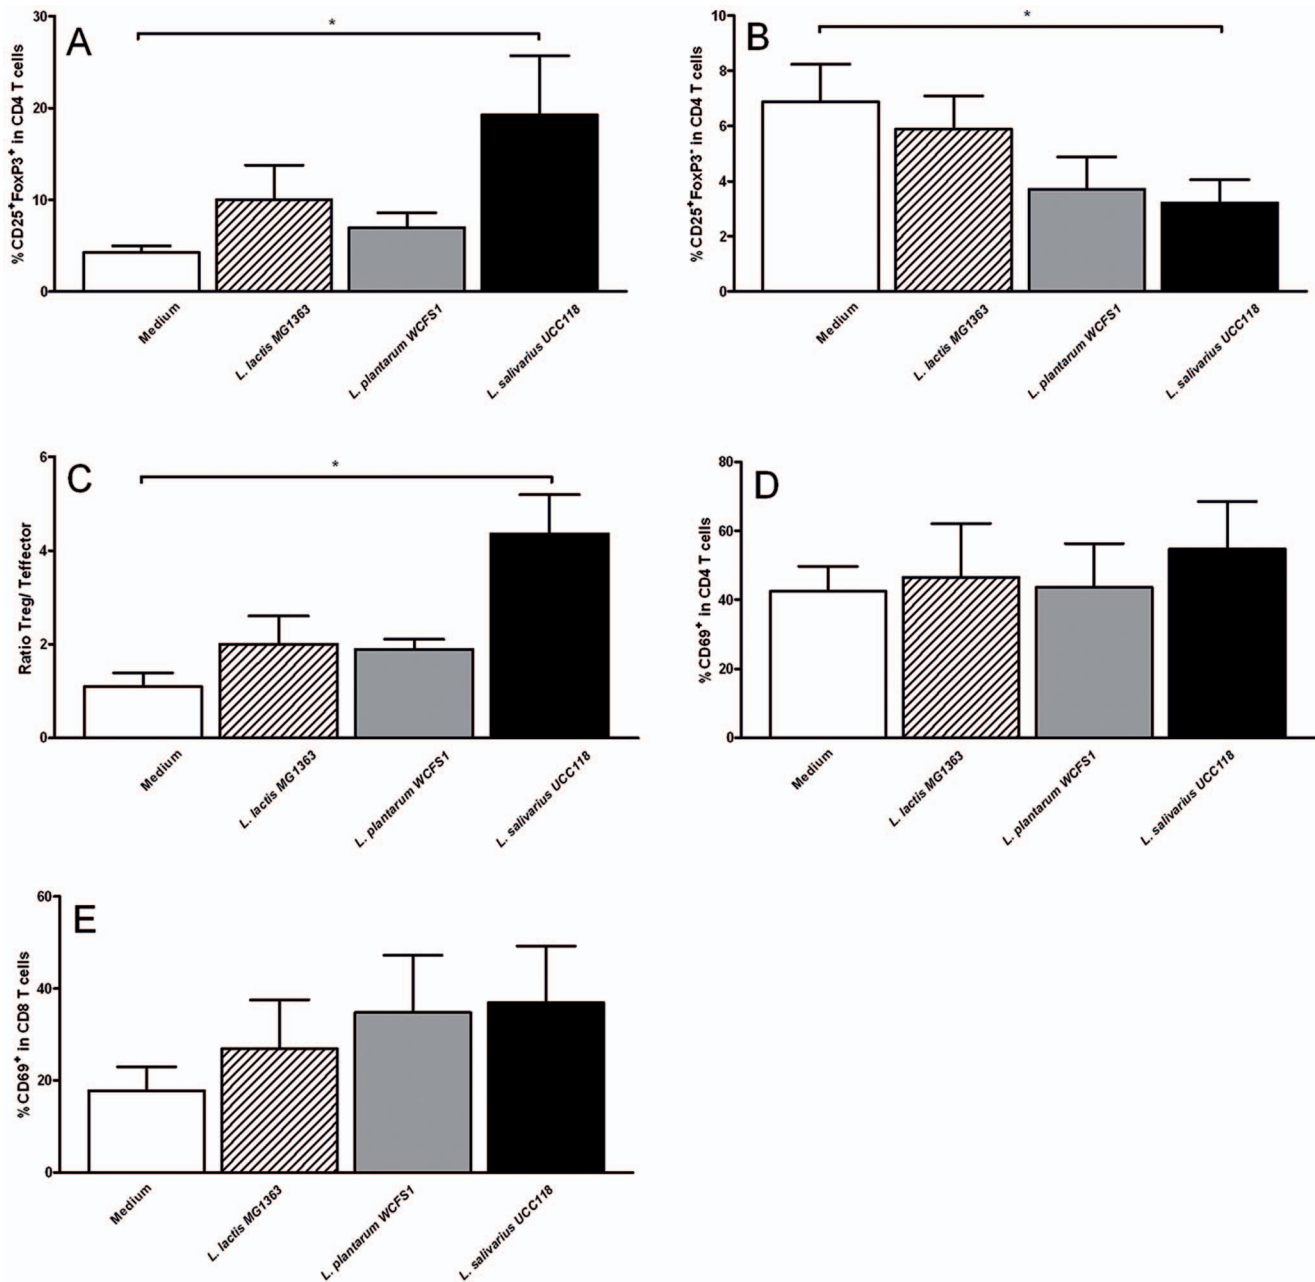 A
*
% CD25⁺FoxP3⁺ in CD4 T cells
30
20
10
0
Medium
L. lactis MG1363
L. plantarum WCFS1
L. salivarius UCC118
B
*
% CD25⁺FoxP3⁻ in CD4 T cells
10
8
6
4
2
0
Medium
L. lactis MG1363
L. plantarum WCFS1
L. salivarius UCC118
C
*
Ratio Treg/ Teffector
6
4
2
0
Medium
L. lactis MG1363
L. plantarum WCFS1
L. salivarius UCC118
D
% CD69⁺ in CD4 T cells
80
60
40
20
0
Medium
L. lactis MG1363
L. plantarum WCFS1
L. salivarius UCC118
E
% CD69⁺ in CD8 T cells
60
40
20
0
Medium
L. lactis MG1363
L. plantarum WCFS1
L. salivarius UCC118